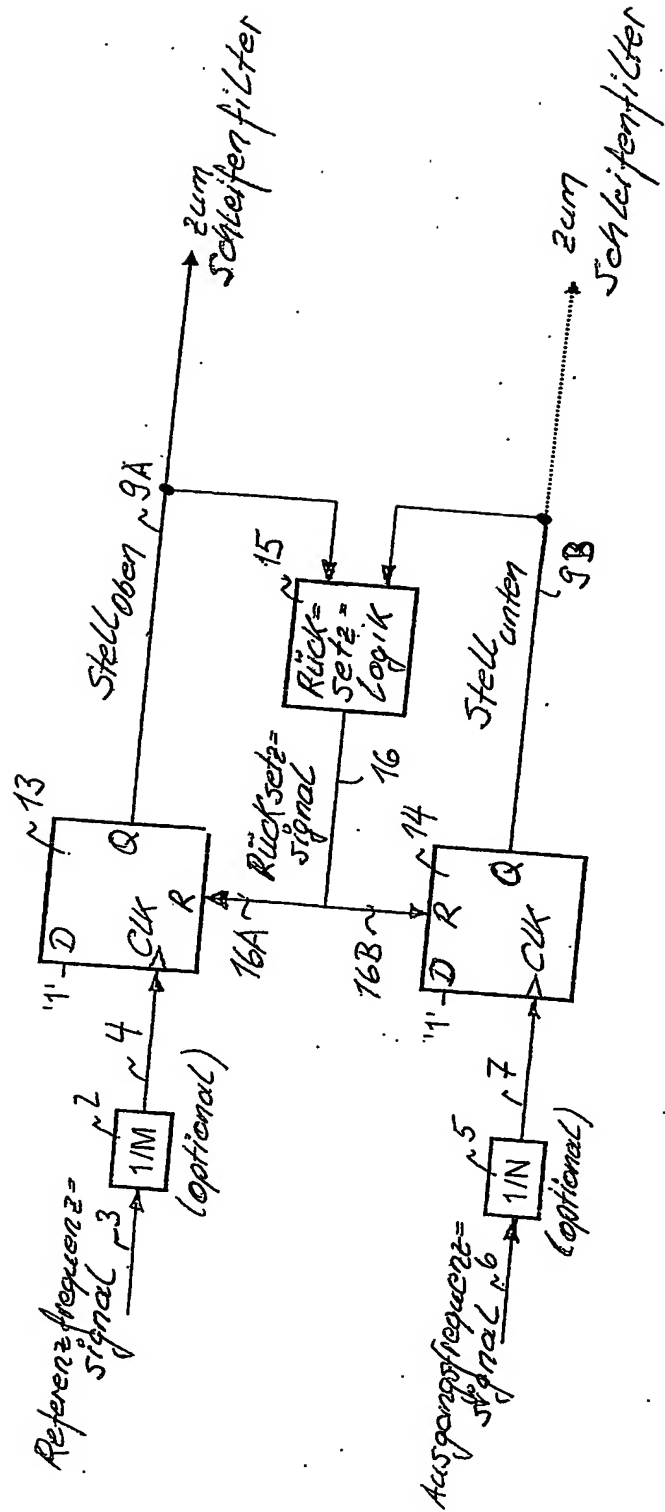 Referenzfrequenz=
signal
3
2
1/M
(optional)
4
'1'
D
CLK
Q
R
13
Stelloben
9A
zum
Schleifenfilter
16A
Rücksetz=
signal
16
15
Rück=
setz=
logik
16B
Ausgangsfrequenz=
signal
6
5
1/N
(optional)
7
'1'
D
R
CLK
Q
14
Stellunten
9B
zum
Schleifenfilter